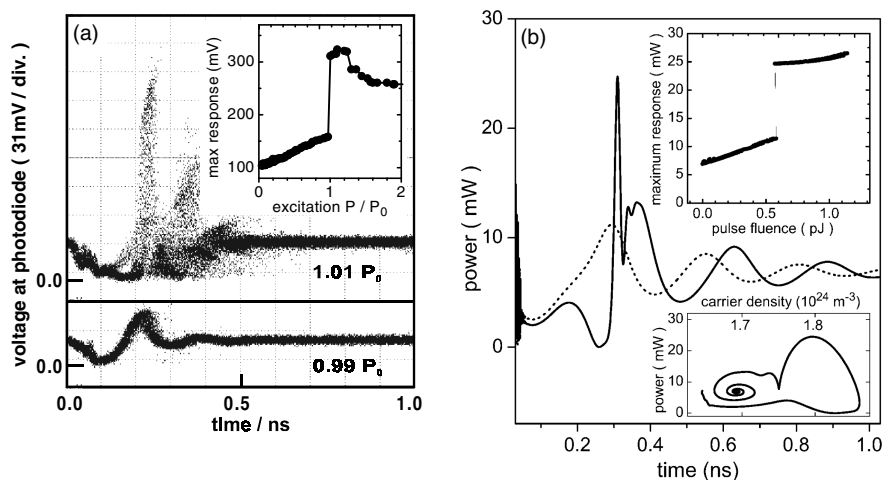 (a)
voltage at photodiode ( 31mV / div.)
0.0
1.01 P₀
0.0
0.99 P₀
0.0 0.5 1.0
tIme / ns
max response (mV)
300
200
100
0 1 2
excitation P / P₀
(b)
power ( mW )
30
20
10
0
0.2 0.4 0.6 0.8 1.0
time (ns)
maximum response ( mW )
30
25
20
15
10
5
0
0.0 0.5 1.0
pulse fluence ( pJ )
carrier density (10²⁴ m⁻³)
1.7 1.8
power ( mW )
30
20
10
0